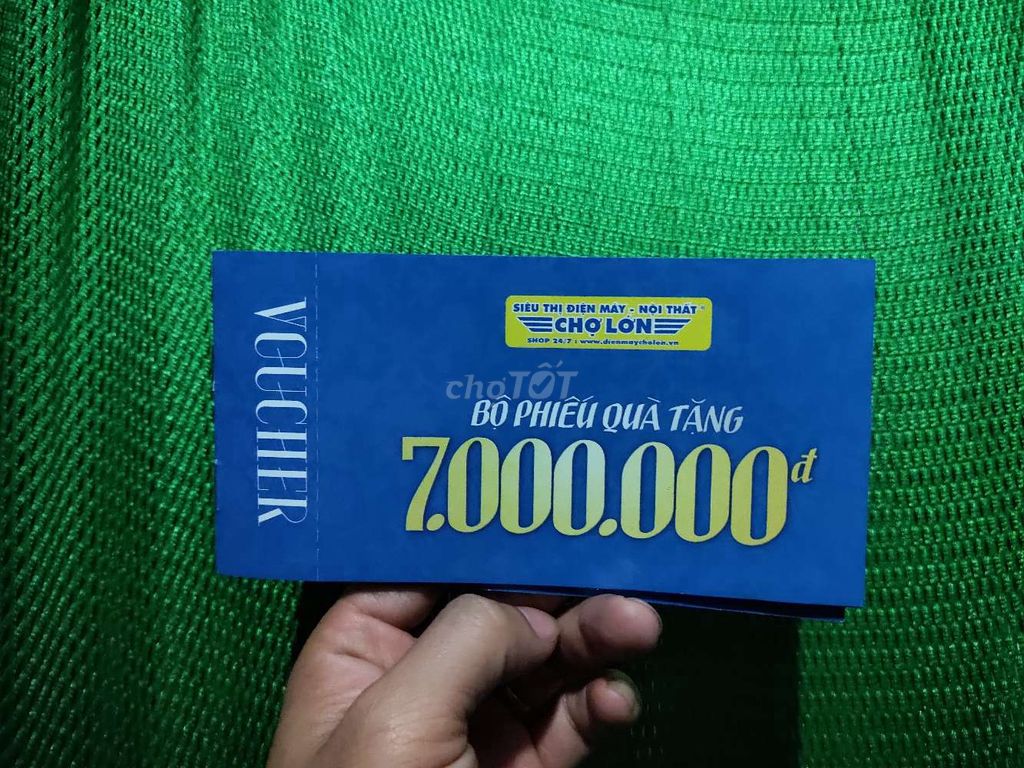 VOUCHER
SIÊU THỊ ĐIỆN MÁY - NỘI THẤT ®
CHỢ LỚN
SHOP 24/7 : www.dienmaycholon.vn
chợTỐT
BỘ PHIẾU QUÀ TẶNG
7.000.000đ